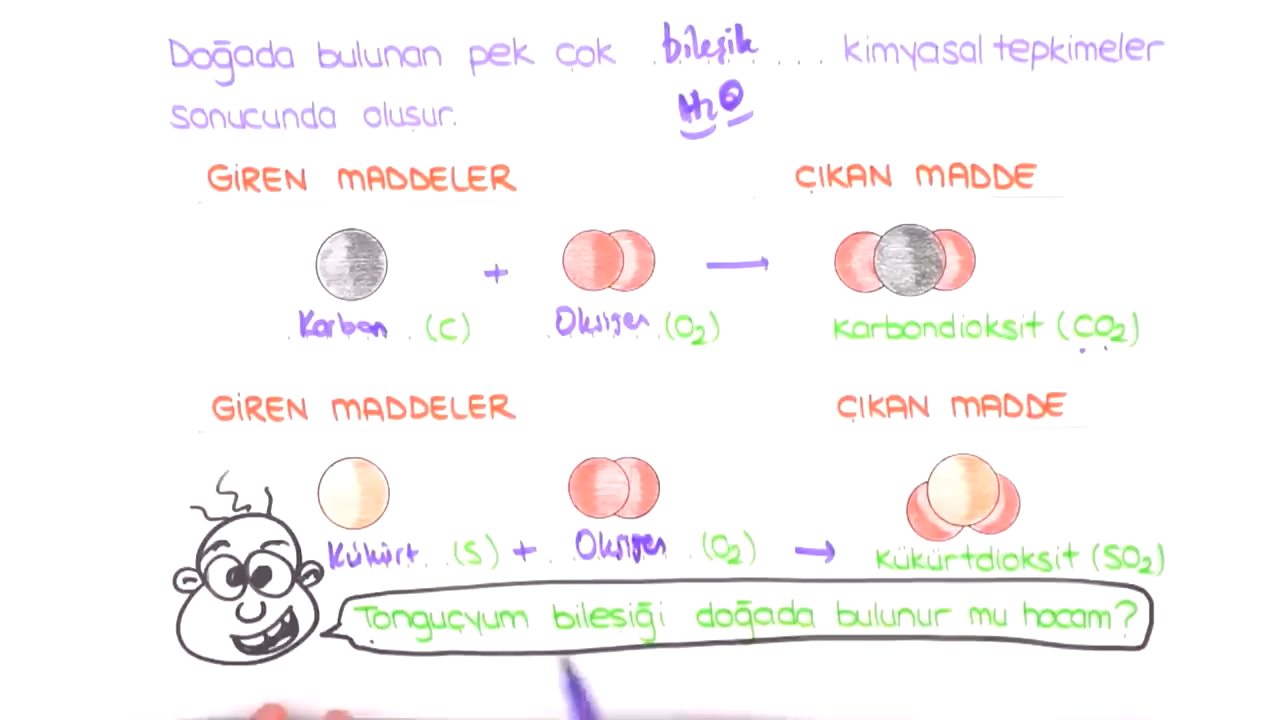 Doğada bulunan pek çok bileşik .... kimyasal tepkimeler
H₂O
sonucunda oluşur.
GİREN MADDELER ÇIKAN MADDE
+ →
Karbon (C) Oksijen (O₂) Karbondioksit (CO₂)
GİREN MADDELER ÇIKAN MADDE
Kükürt (S) + Oksijen (O₂) → Kükürtdioksit (SO₂)
Tonguçyum bileşiği doğada bulunur mu hocam?